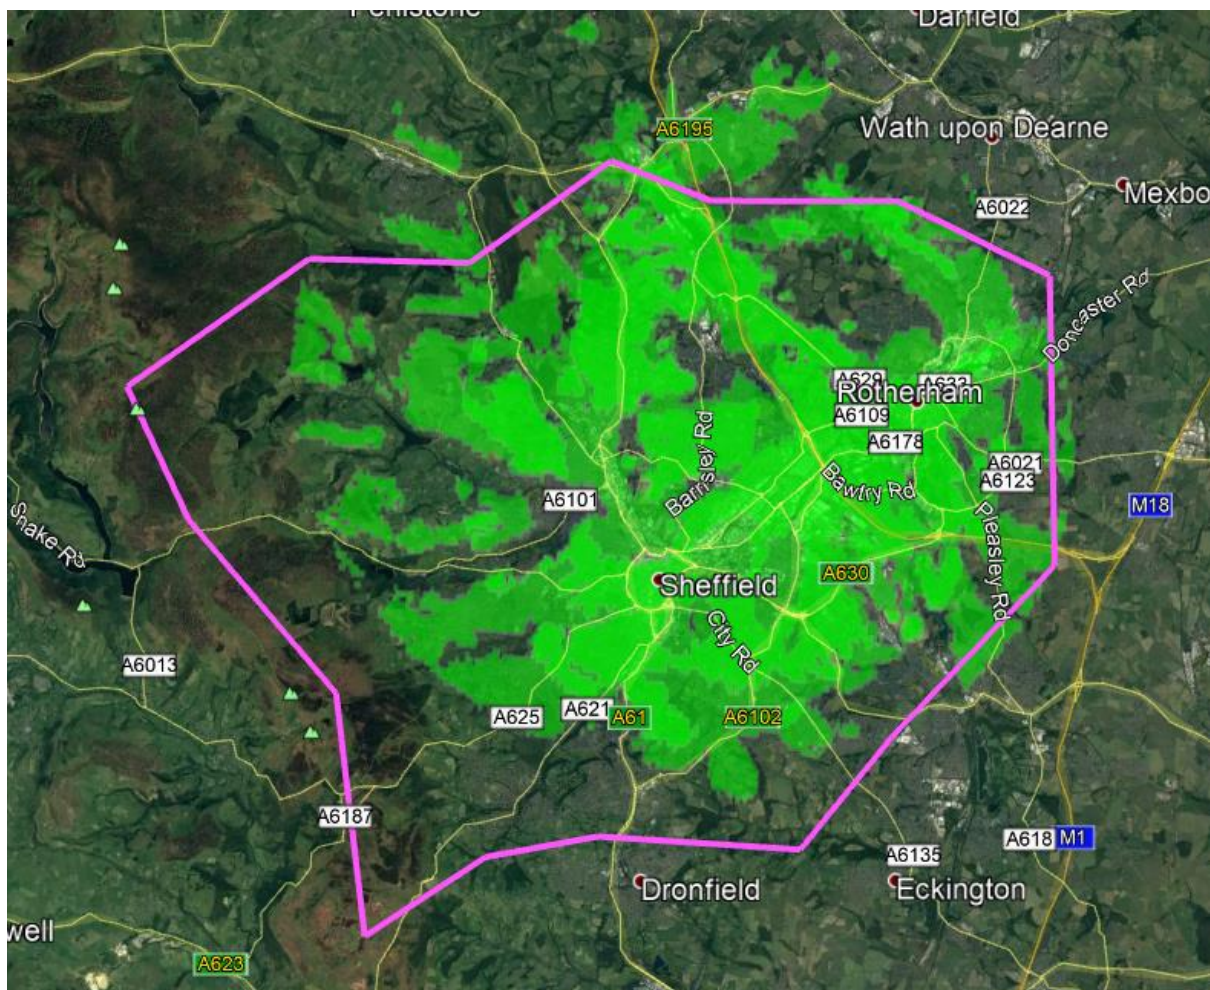 Penistone
Darfield
A6195
Wath upon Dearne
Mexbo
A6022
Doncaster Rd
A629
A633
Rotherham
A6109
A6178
Barnsley Rd
A6021
A6123
Bawtry Rd
A6101
M18
Snake Rd
Pleasley Rd
Sheffield
A630
City Rd
A6013
A625
A621
A61
A6102
A6187
A618
M1
A6135
Dronfield
Eckington
well
A623